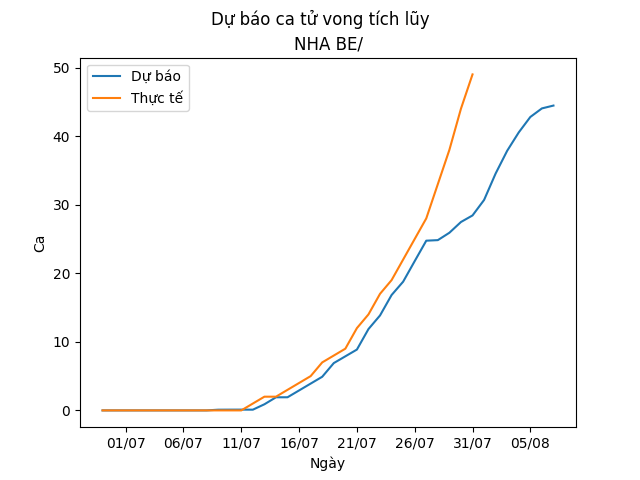 Dự báo ca tử vong tích lũy
NHA BE/
Dự báo
Thực tế
50
40
30
20
10
0
Ca
01/07 06/07 11/07 16/07 21/07 26/07 31/07 05/08
Ngày